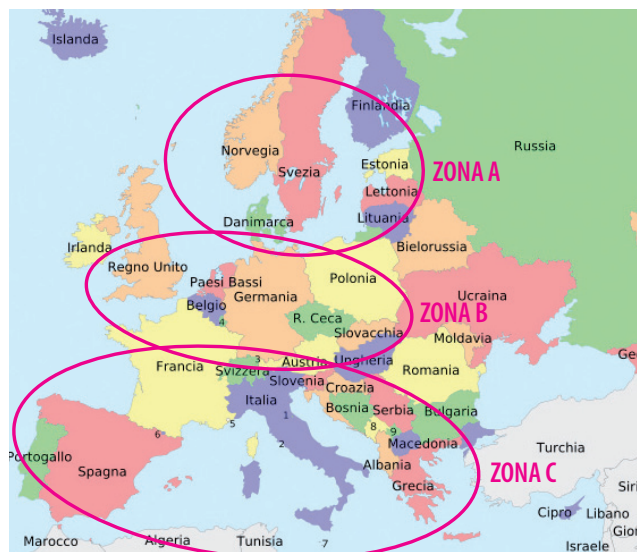 Islanda
Finlandia
Norvegia
Russia
Svezia
Estonia
ZONA A
Lettonia
Danimarca
Lituania
Irlanda
Bielorussia
Regno Unito
Paesi Bassi
Polonia
Germania
Belgio
Ucraina
4
R. Ceca
ZONA B
Slovacchia
Moldavia
Francia
3
Austria
Ungheria
Ge
Svizzera
Romania
Slovenia
Croazia
Italia
Bosnia
Serbia
Bulgaria
1
5
8
9
6
2
Macedonia
Turchia
Portogallo
Spagna
Albania
ZONA C
Siri
Grecia
Cipro
Libano
Marocco
Algeria
Tunisia
7
Gior
Israele